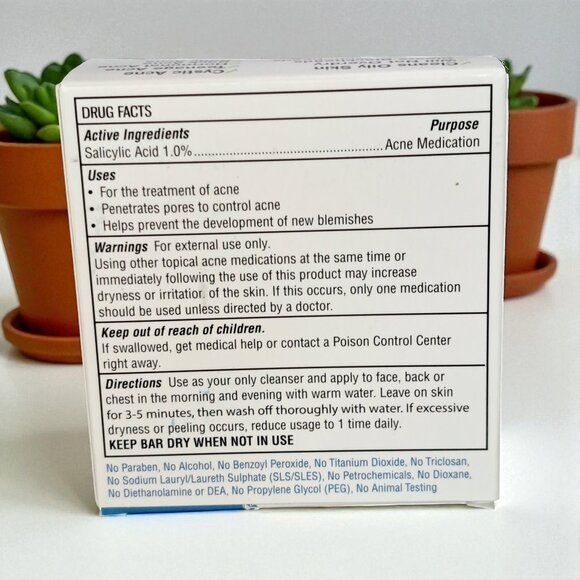 Cleans Oily Skin
Cystic Acne
Teenage Acne
DRUG FACTS
Active Ingredients Purpose
Salicylic Acid 1.0%.................................................. Acne Medication
Uses
• For the treatment of acne
• Penetrates pores to control acne
• Helps prevent the development of new blemishes
Warnings For external use only.
Using other topical acne medications at the same time or
immediately following the use of this product may increase
dryness or irritation of the skin. If this occurs, only one medication
should be used unless directed by a doctor.
Keep out of reach of children.
If swallowed, get medical help or contact a Poison Control Center
right away.
Directions Use as your only cleanser and apply to face, back or
chest in the morning and evening with warm water. Leave on skin
for 3-5 minutes, then wash off thoroughly with water. If excessive
dryness or peeling occurs, reduce usage to 1 time daily.
KEEP BAR DRY WHEN NOT IN USE
No Paraben, No Alcohol, No Benzoyl Peroxide, No Titanium Dioxide, No Triclosan,
No Sodium Lauryl/Laureth Sulphate (SLS/SLES), No Petrochemicals, No Dioxane,
No Diethanolamine or DEA, No Propylene Glycol (PEG), No Animal Testing